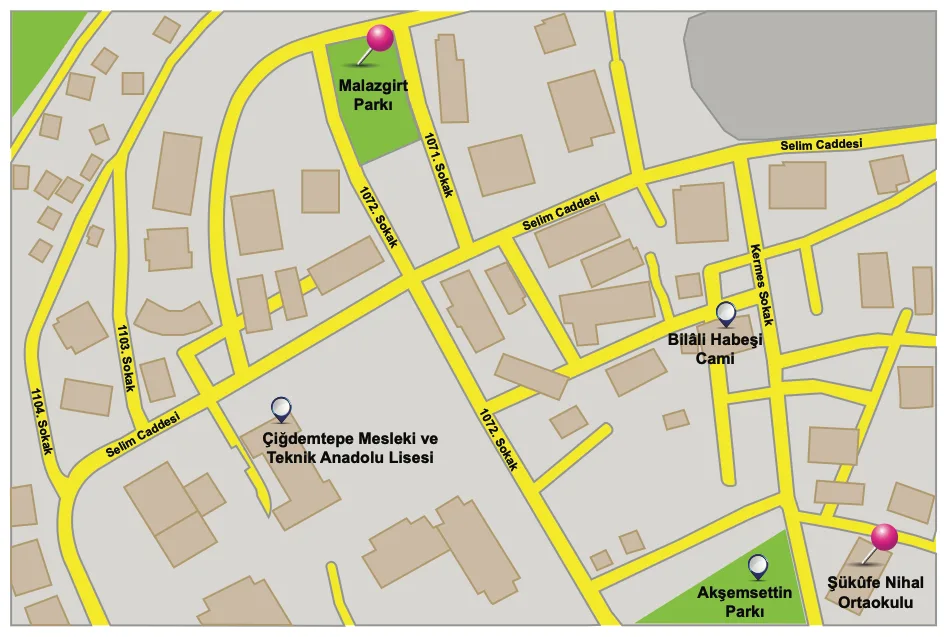 Malazgirt
Parkı
1071. Sokak
Selim Caddesi
1072. Sokak
Selim Caddesi
Kermes Sokak
Bilâli Habeşi
Cami
1103. Sokak
1104. Sokak
Selim Caddesi
Çiğdemtepe Mesleki ve
Teknik Anadolu Lisesi
1072. Sokak
Akşemsettin
Parkı
Şükûfe Nihal
Ortaokulu